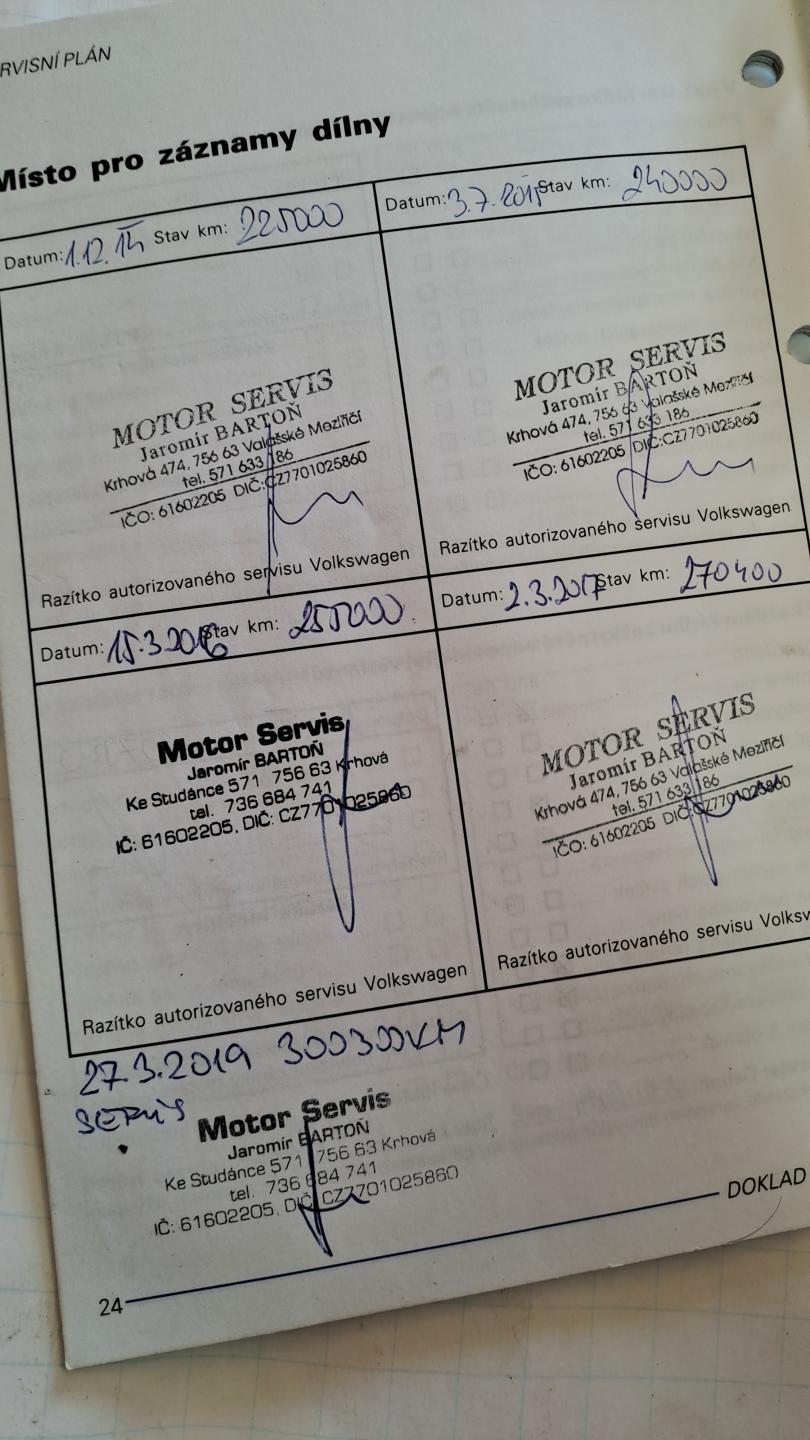 RVISNÍ PLÁN
Místo pro záznamy dílny
Datum: 1.12.14 Stav km: 225000
MOTOR SERVIS
Jaromír BARTOŇ
Krhová 474, 756 63 Valašské Meziříčí
tel. 571 633 186
IČO: 61602205 DIČ:CZ7701025860
Razítko autorizovaného servisu Volkswagen
Datum: 3.7.2015 Stav km: 240000
MOTOR SERVIS
Jaromír BARTOŇ
Krhová 474, 756 63 Valašské Meziříčí
tel. 571 633 186
IČO: 61602205 DIČ:CZ7701025860
Razítko autorizovaného servisu Volkswagen
Datum: 15.3.2016 Stav km: 255000
Motor Servis
Jaromír BARTOŇ
Ke Studánce 571 756 63 Krhová
tel. 736 684 741
IČ: 61602205, DIČ: CZ7701025860
Razítko autorizovaného servisu Volkswagen
Datum: 2.3.2017 Stav km: 270400
MOTOR SERVIS
Jaromír BARTOŇ
Krhová 474, 756 63 Valašské Meziříčí
tel. 571 633 186
IČO: 61602205 DIČ:CZ7701025860
Razítko autorizovaného servisu Volksw
27.3.2019 300300KM
SERVIS
Motor Servis
Jaromír BARTOŇ
Ke Studánce 571 756 63 Krhová
tel. 736 684 741
IČ: 61602205, DIČ: CZ7701025860
DOKLAD
24